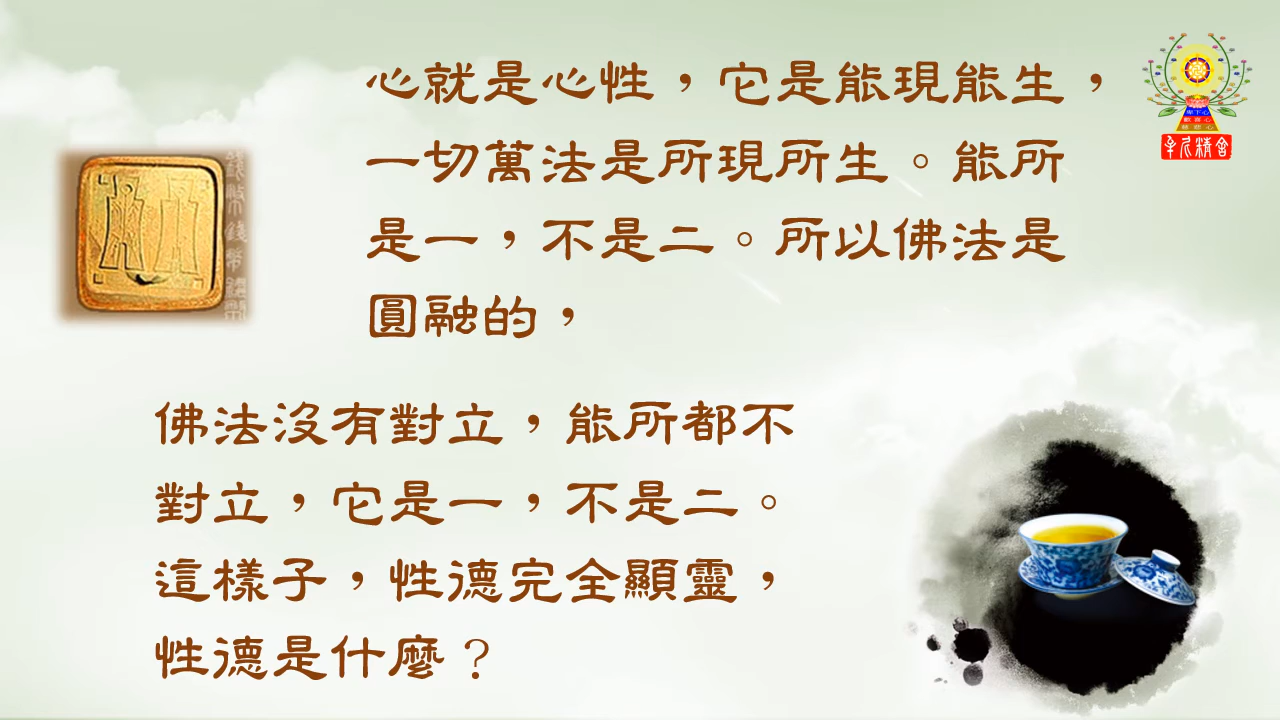 心就是心性，它是能現能生，
一切萬法是所現所生。能所
是一，不是二。所以佛法是
圓融的，
佛法沒有對立，能所都不
對立，它是一，不是二。
這樣子，性德完全顯靈，
性德是什麼？